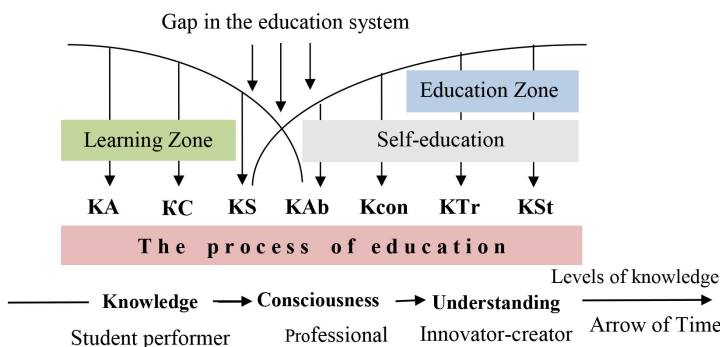 Gap in the education system
Education Zone
Learning Zone
Self-education
KA КС KS KAb Kcon KTr KSt
The process of education
Levels of knowledge
Knowledge Consciousness Understanding
Arrow of Time
Student performer Professional Innovator-creator